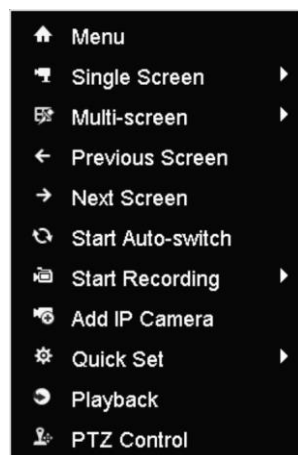 Menu
Single Screen
Multi-screen
Previous Screen
Next Screen
Start Auto-switch
Start Recording
Add IP Camera
Quick Set
Playback
PTZ Control